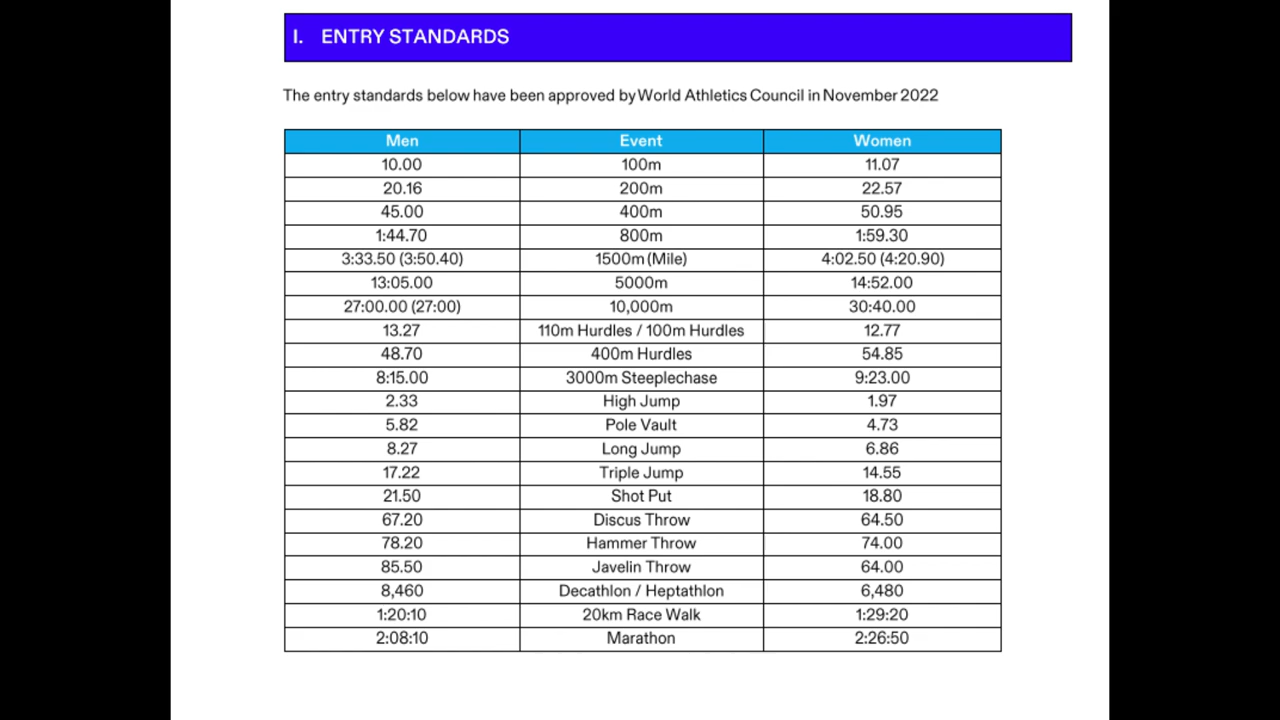 I. ENTRY STANDARDS
The entry standards below have been approved by World Athletics Council in November 2022
Men Event Women
10.00 100m 11.07
20.16 200m 22.57
45.00 400m 50.95
1:44.70 800m 1:59.30
3:33.50 (3:50.40) 1500m (Mile) 4:02.50 (4:20.90)
13:05.00 5000m 14:52.00
27:00.00 (27:00) 10,000m 30:40.00
13.27 110m Hurdles / 100m Hurdles 12.77
48.70 400m Hurdles 54.85
8:15.00 3000m Steeplechase 9:23.00
2.33 High Jump 1.97
5.82 Pole Vault 4.73
8.27 Long Jump 6.86
17.22 Triple Jump 14.55
21.50 Shot Put 18.80
67.20 Discus Throw 64.50
78.20 Hammer Throw 74.00
85.50 Javelin Throw 64.00
8,460 Decathlon / Heptathlon 6,480
1:20:10 20km Race Walk 1:29:20
2:08:10 Marathon 2:26:50